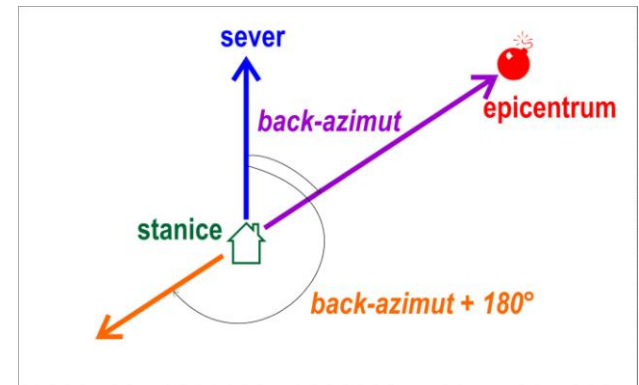 sever
back-azimut
epicentrum
stanice
back-azimut + 180°